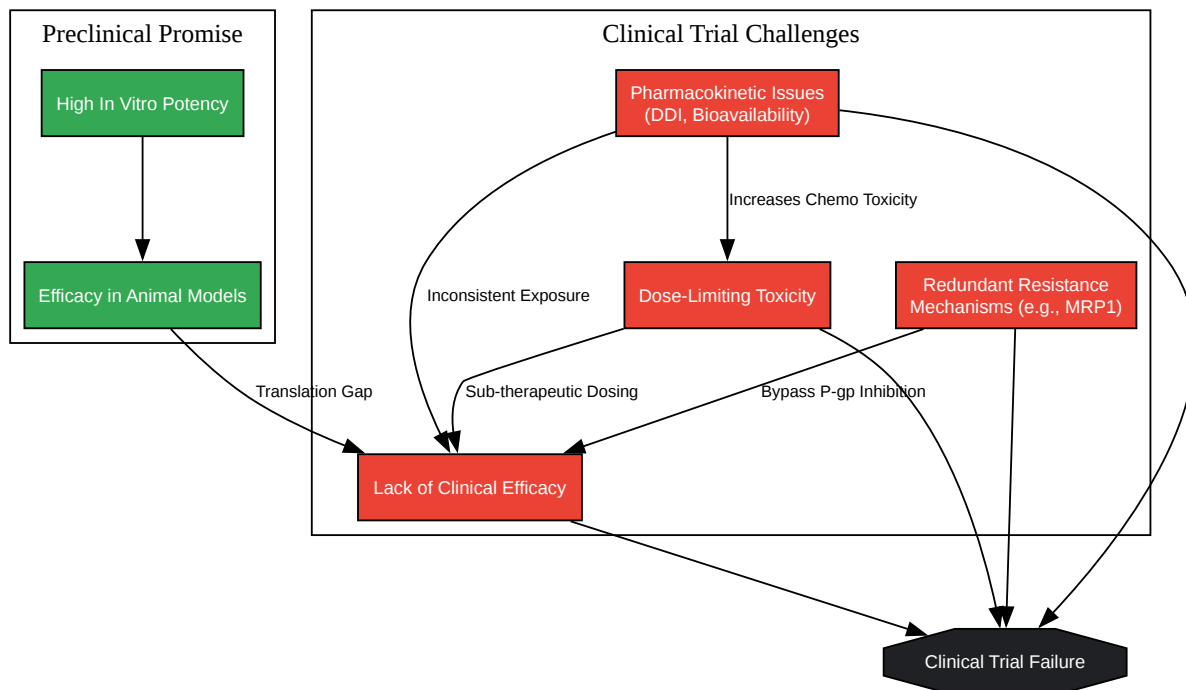 Preclinical Promise
High In Vitro Potency
Efficacy in Animal Models
Clinical Trial Challenges
Pharmacokinetic Issues
(DDI, Bioavailability)
Increases Chemo Toxicity
Inconsistent Exposure
Dose-Limiting Toxicity
Redundant Resistance
Mechanisms (e.g., MRP1)
Translation Gap
Sub-therapeutic Dosing
Bypass P-gp Inhibition
Lack of Clinical Efficacy
Clinical Trial Failure